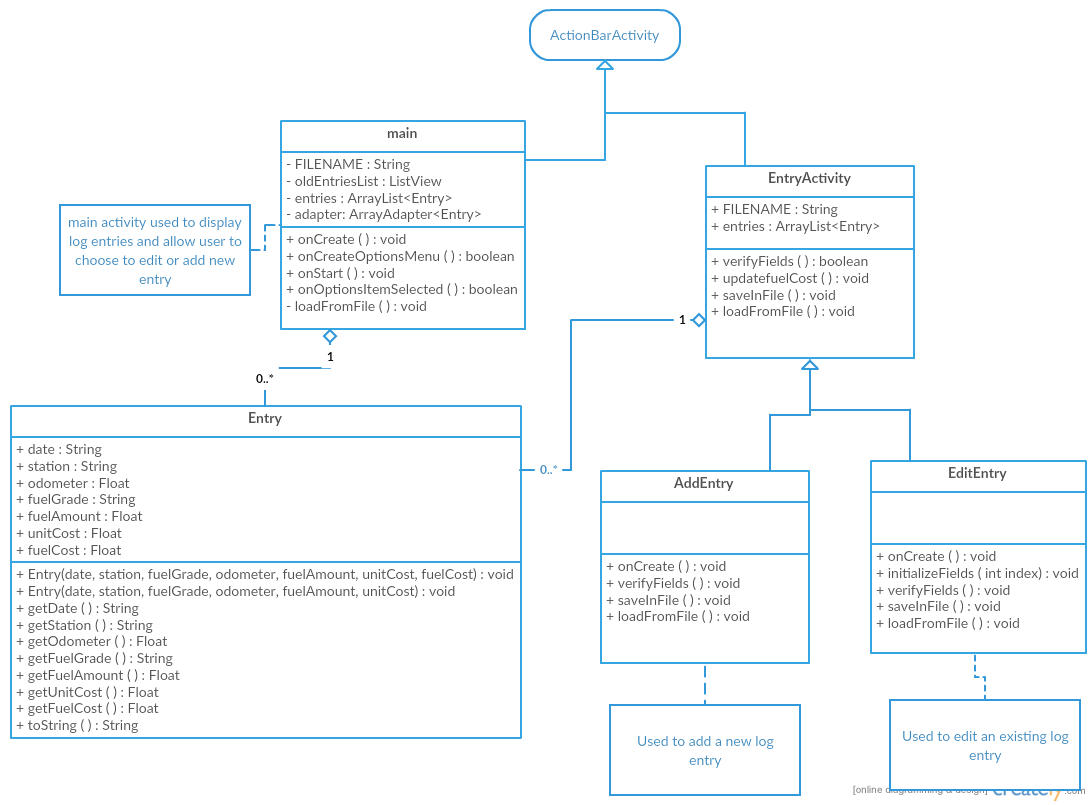 ActionBarActivity
main
- FILENAME : String
- oldEntriesList : ListView
- entries : ArrayList<Entry>
- adapter: ArrayAdapter<Entry>
+ onCreate ( ) : void
+ onCreateOptionsMenu ( ) : boolean
+ onStart ( ) : void
+ onOptionsItemSelected ( ) : boolean
- loadFromFile ( ) : void
main activity used to display
log entries and allow user to
choose to edit or add new
entry
EntryActivity
+ FILENAME : String
+ entries : ArrayList<Entry>
+ verifyFields ( ) : boolean
+ updatefuelCost ( ) : void
+ saveInFile ( ) : void
+ loadFromFile ( ) : void
1
1
0..*
Entry
+ date : String
+ station : String
+ odometer : Float
+ fuelGrade : String
+ fuelAmount : Float
+ unitCost : Float
+ fuelCost : Float
+ Entry(date, station, fuelGrade, odometer, fuelAmount, unitCost, fuelCost) : void
+ Entry(date, station, fuelGrade, odometer, fuelAmount, unitCost) : void
+ getDate ( ) : String
+ getStation ( ) : String
+ getOdometer ( ) : Float
+ getFuelGrade ( ) : String
+ getFuelAmount ( ) : Float
+ getUnitCost ( ) : Float
+ getFuelCost ( ) : Float
+ toString ( ) : String
0..*
AddEntry
+ onCreate ( ) : void
+ verifyFields ( ) : void
+ saveInFile ( ) : void
+ loadFromFile ( ) : void
EditEntry
+ onCreate ( ) : void
+ initializeFields ( int index) : void
+ verifyFields ( ) : void
+ saveInFile ( ) : void
+ loadFromFile ( ) : void
Used to add a new log
entry
Used to edit an existing log
entry
[online diagramming & design] creately.com